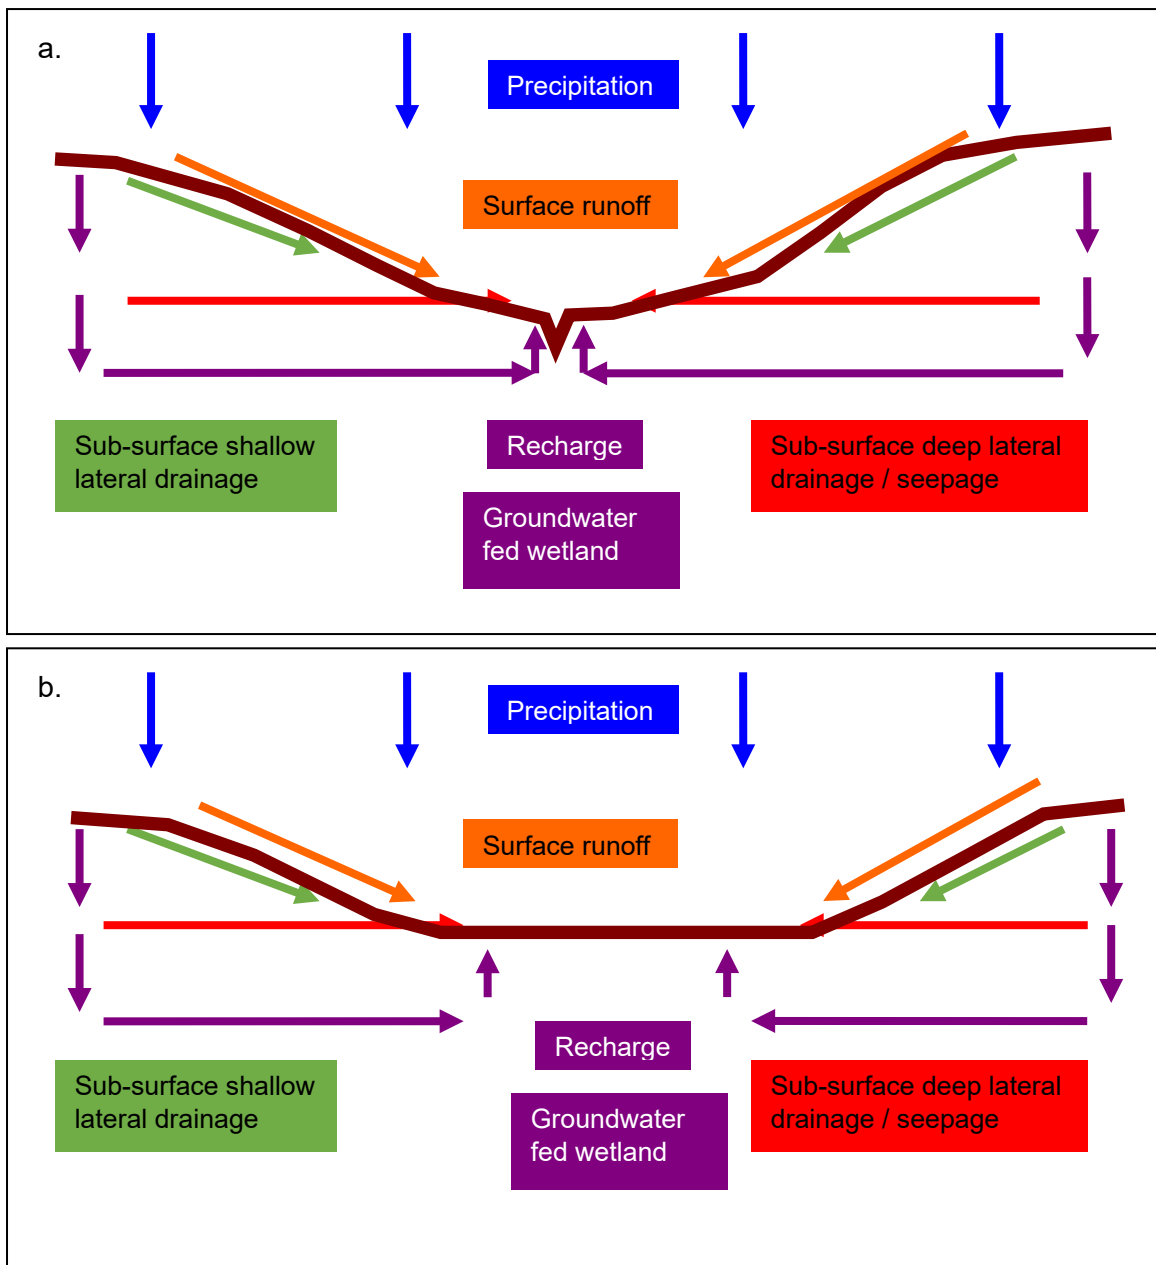 a.
Precipitation
Surface runoff
Sub-surface shallow
lateral drainage
Recharge
Sub-surface deep lateral
drainage / seepage
Groundwater
fed wetland
b.
Precipitation
Surface runoff
Recharge
Sub-surface shallow
lateral drainage
Sub-surface deep lateral
drainage / seepage
Groundwater
fed wetland